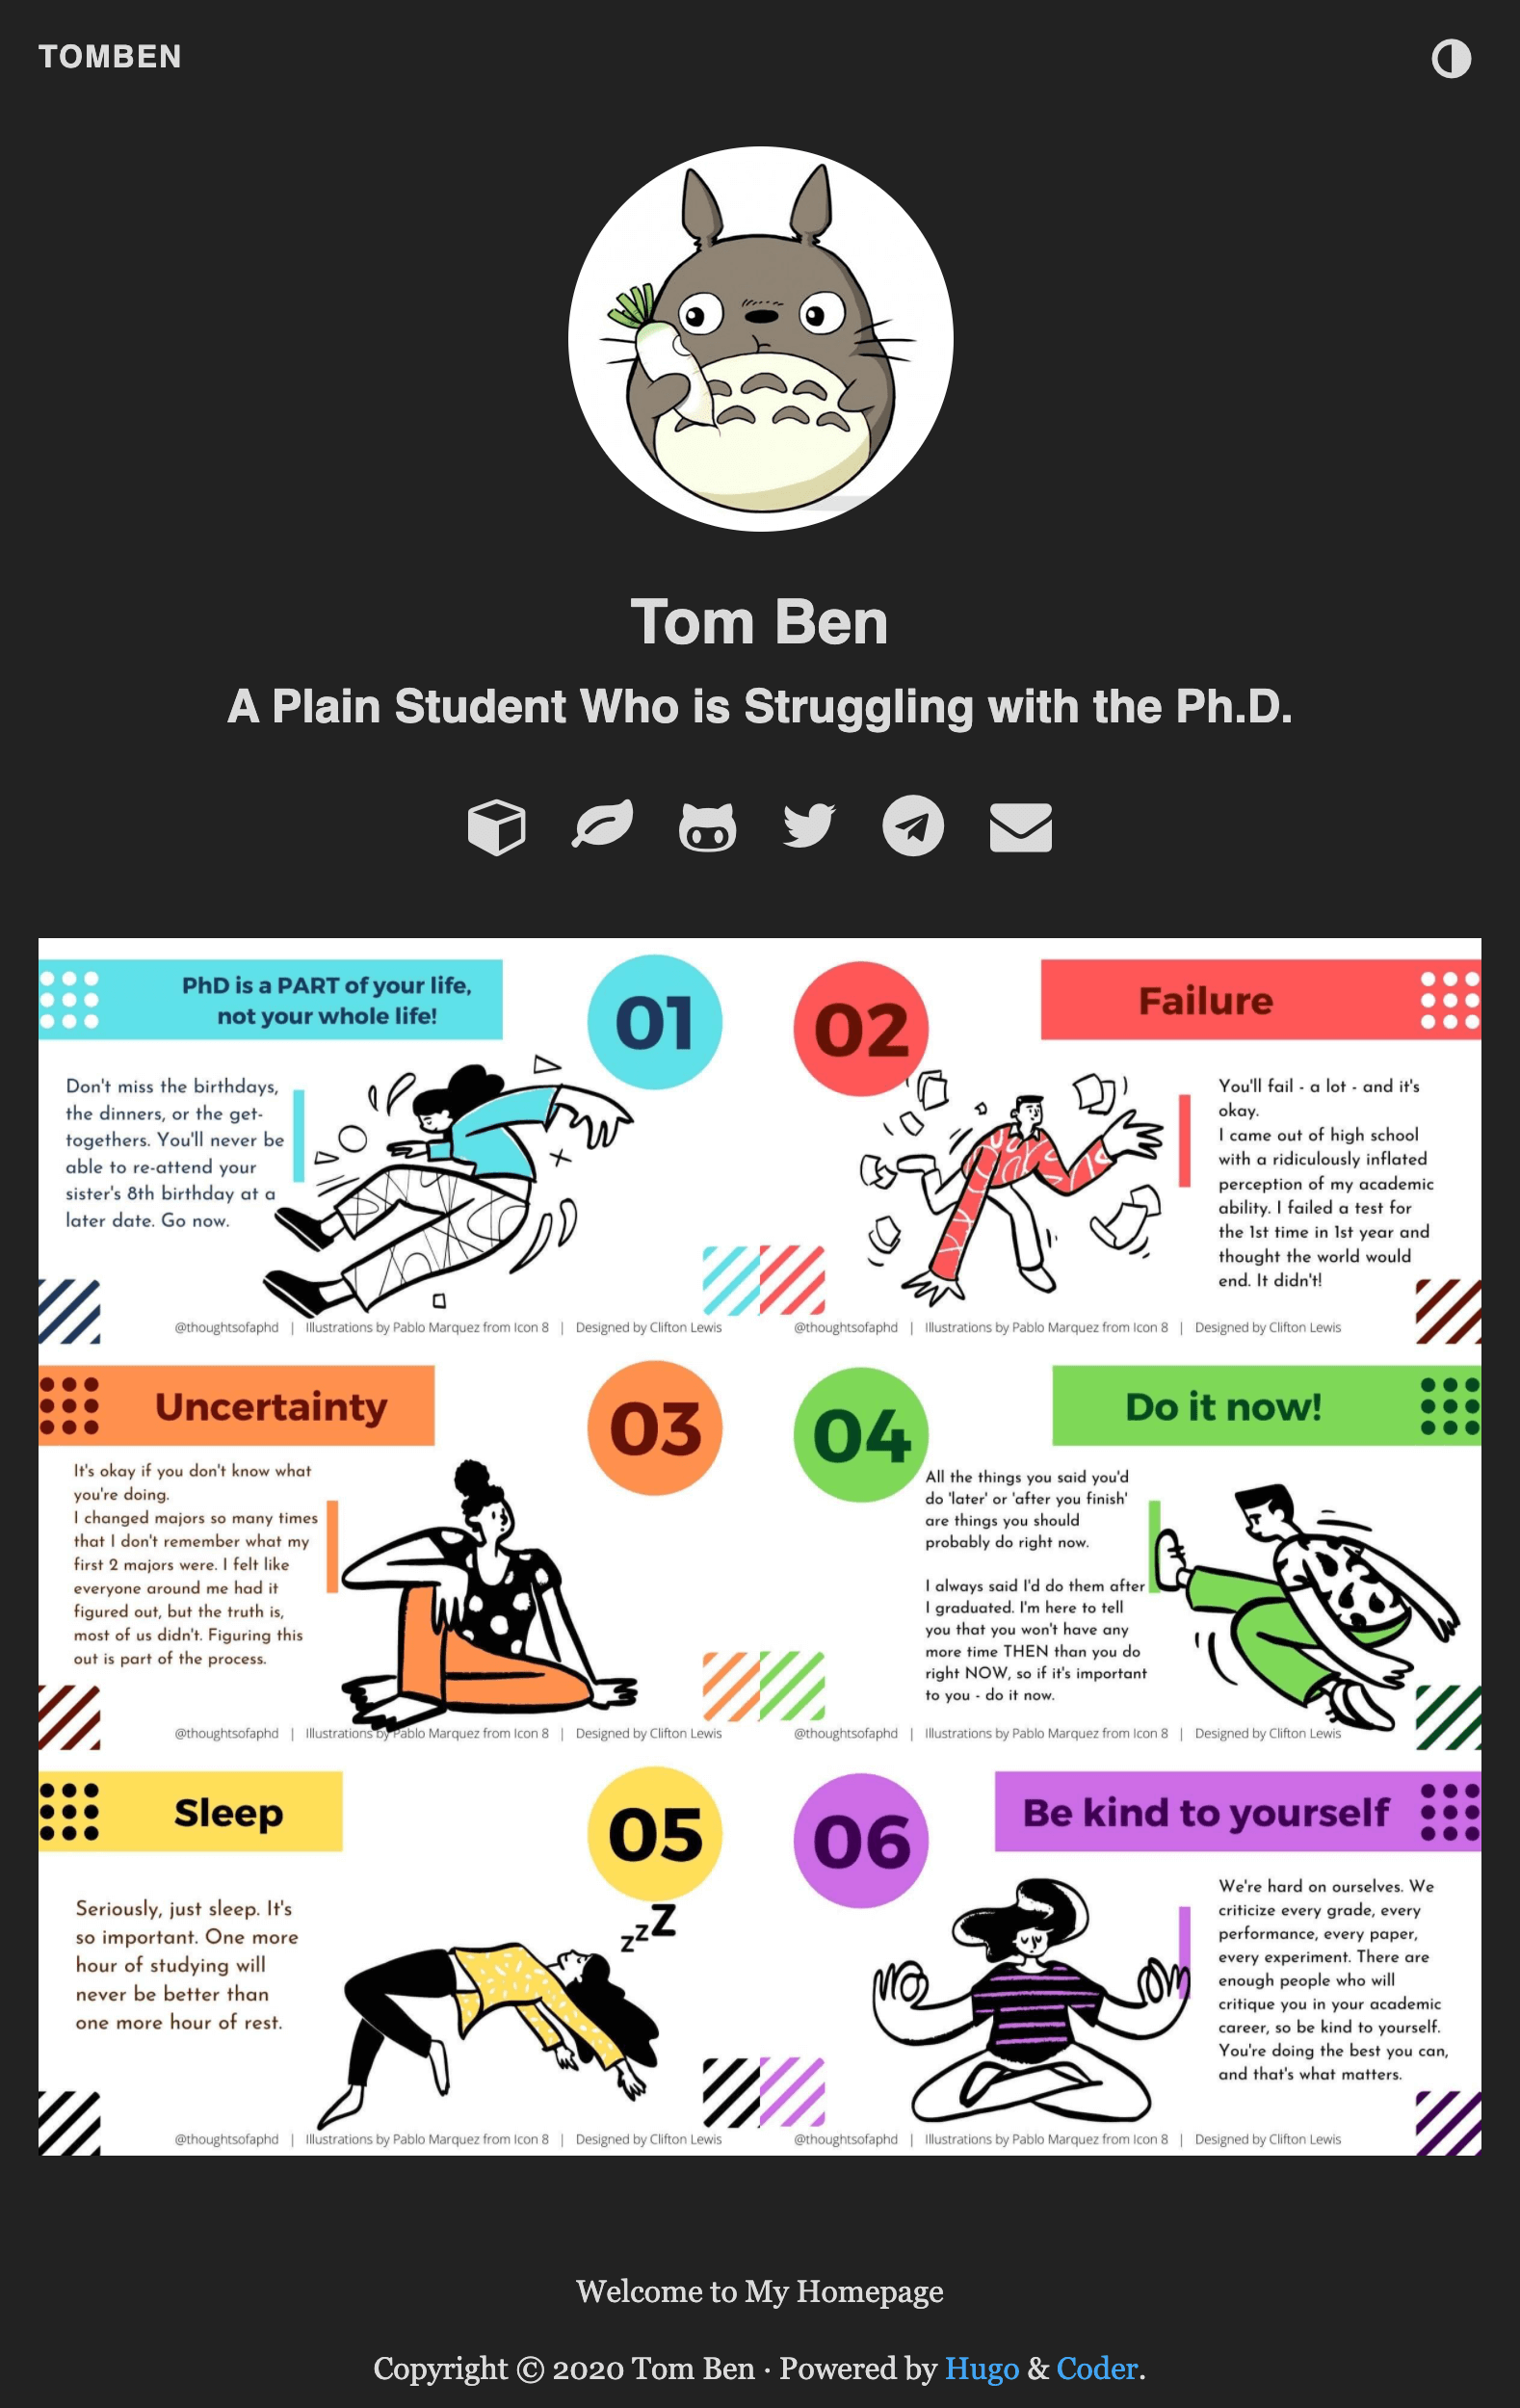 TOMBEN
Tom Ben
A Plain Student Who is Struggling with the Ph.D.
PhD is a PART of your life,
not your whole life!
01
Don't miss the birthdays,
the dinners, or the get-
togethers. You'll never be
able to re-attend your
sister's 8th birthday at a
later date. Go now.
@thoughtsofaphd | Illustrations by Pablo Marquez from Icon 8 | Designed by Clifton Lewis
02
Failure
You'll fail - a lot - and it's
okay.
I came out of high school
with a ridiculously inflated
perception of my academic
ability. I failed a test for
the 1st time in 1st year and
thought the world would
end. It didn't!
@thoughtsofaphd | Illustrations by Pablo Marquez from Icon 8 | Designed by Clifton Lewis
Uncertainty
03
It's okay if you don't know what
you're doing.
I changed majors so many times
that I don't remember what my
first 2 majors were. I felt like
everyone around me had it
figured out, but the truth is,
most of us didn't. Figuring this
out is part of the process.
@thoughtsofaphd | Illustrations by Pablo Marquez from Icon 8 | Designed by Clifton Lewis
04
Do it now!
All the things you said you'd
do 'later' or 'after you finish'
are things you should
probably do right now.
I always said I'd do them after
I graduated. I'm here to tell
you that you won't have any
more time THEN than you do
right NOW, so if it's important
to you - do it now.
@thoughtsofaphd | Illustrations by Pablo Marquez from Icon 8 | Designed by Clifton Lewis
Sleep
05
Seriously, just sleep. It's
so important. One more
hour of studying will
never be better than
one more hour of rest.
zzZ
@thoughtsofaphd | Illustrations by Pablo Marquez from Icon 8 | Designed by Clifton Lewis
06
Be kind to yourself
We're hard on ourselves. We
criticize every grade, every
performance, every paper,
every experiment. There are
enough people who will
critique you in your academic
career, so be kind to yourself.
You're doing the best you can,
and that's what matters.
@thoughtsofaphd | Illustrations by Pablo Marquez from Icon 8 | Designed by Clifton Lewis
Welcome to My Homepage
Copyright © 2020 Tom Ben · Powered by Hugo & Coder.